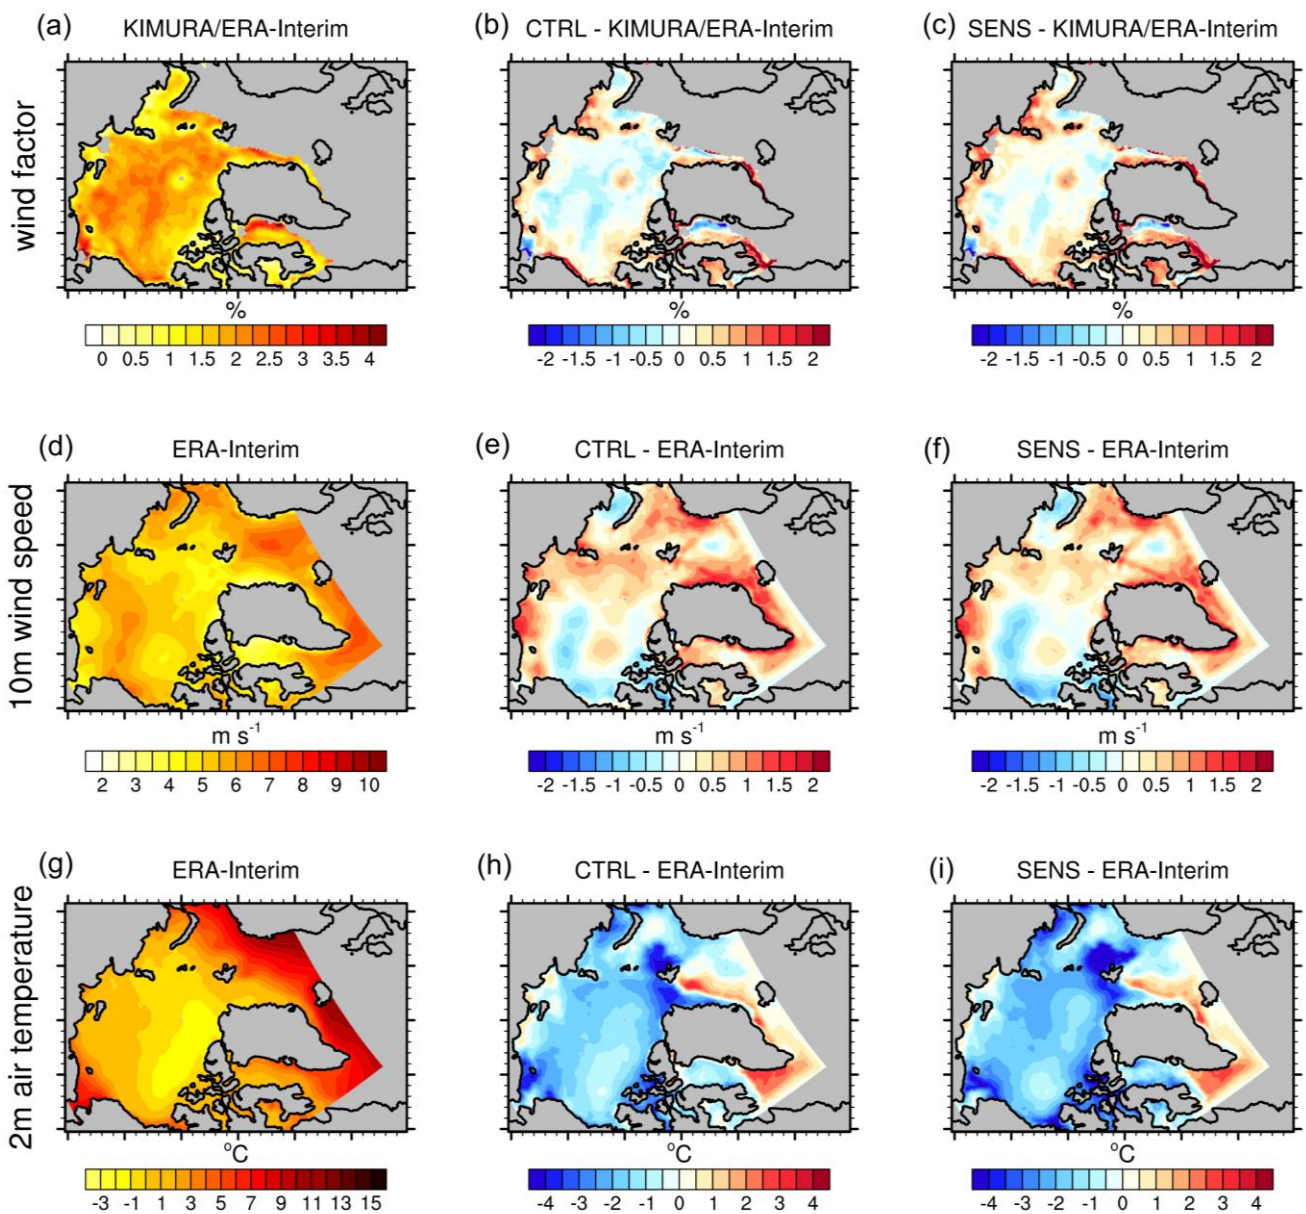 (a) KIMURA/ERA-Interim (b) CTRL - KIMURA/ERA-Interim (c) SENS - KIMURA/ERA-Interim
wind factor
% % %
0 0.5 1 1.5 2 2.5 3 3.5 4 -2 -1.5 -1 -0.5 0 0.5 1 1.5 2 -2 -1.5 -1 -0.5 0 0.5 1 1.5 2
(d) ERA-Interim (e) CTRL - ERA-Interim (f) SENS - ERA-Interim
10m wind speed
m s⁻¹ m s⁻¹ m s⁻¹
2 3 4 5 6 7 8 9 10 -2 -1.5 -1 -0.5 0 0.5 1 1.5 2 -2 -1.5 -1 -0.5 0 0.5 1 1.5 2
(g) ERA-Interim (h) CTRL - ERA-Interim (i) SENS - ERA-Interim
2m air temperature
ºC ºC ºC
-3 -1 1 3 5 7 9 11 13 15 -4 -3 -2 -1 0 1 2 3 4 -4 -3 -2 -1 0 1 2 3 4